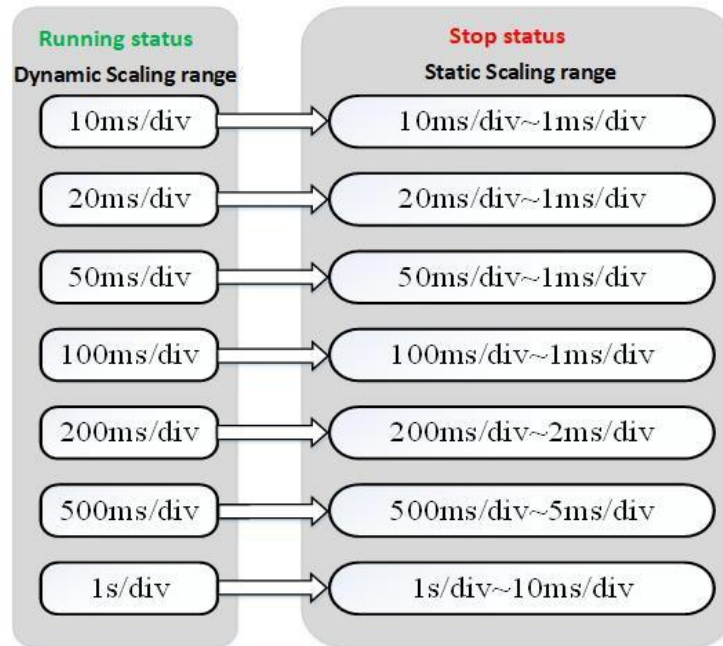 Running status
Stop status
Dynamic Scaling range
Static Scaling range
10ms/div
10ms/div~1ms/div
20ms/div
20ms/div~1ms/div
50ms/div
50ms/div~1ms/div
100ms/div
100ms/div~1ms/div
200ms/div
200ms/div~2ms/div
500ms/div
500ms/div~5ms/div
1s/div
1s/div~10ms/div